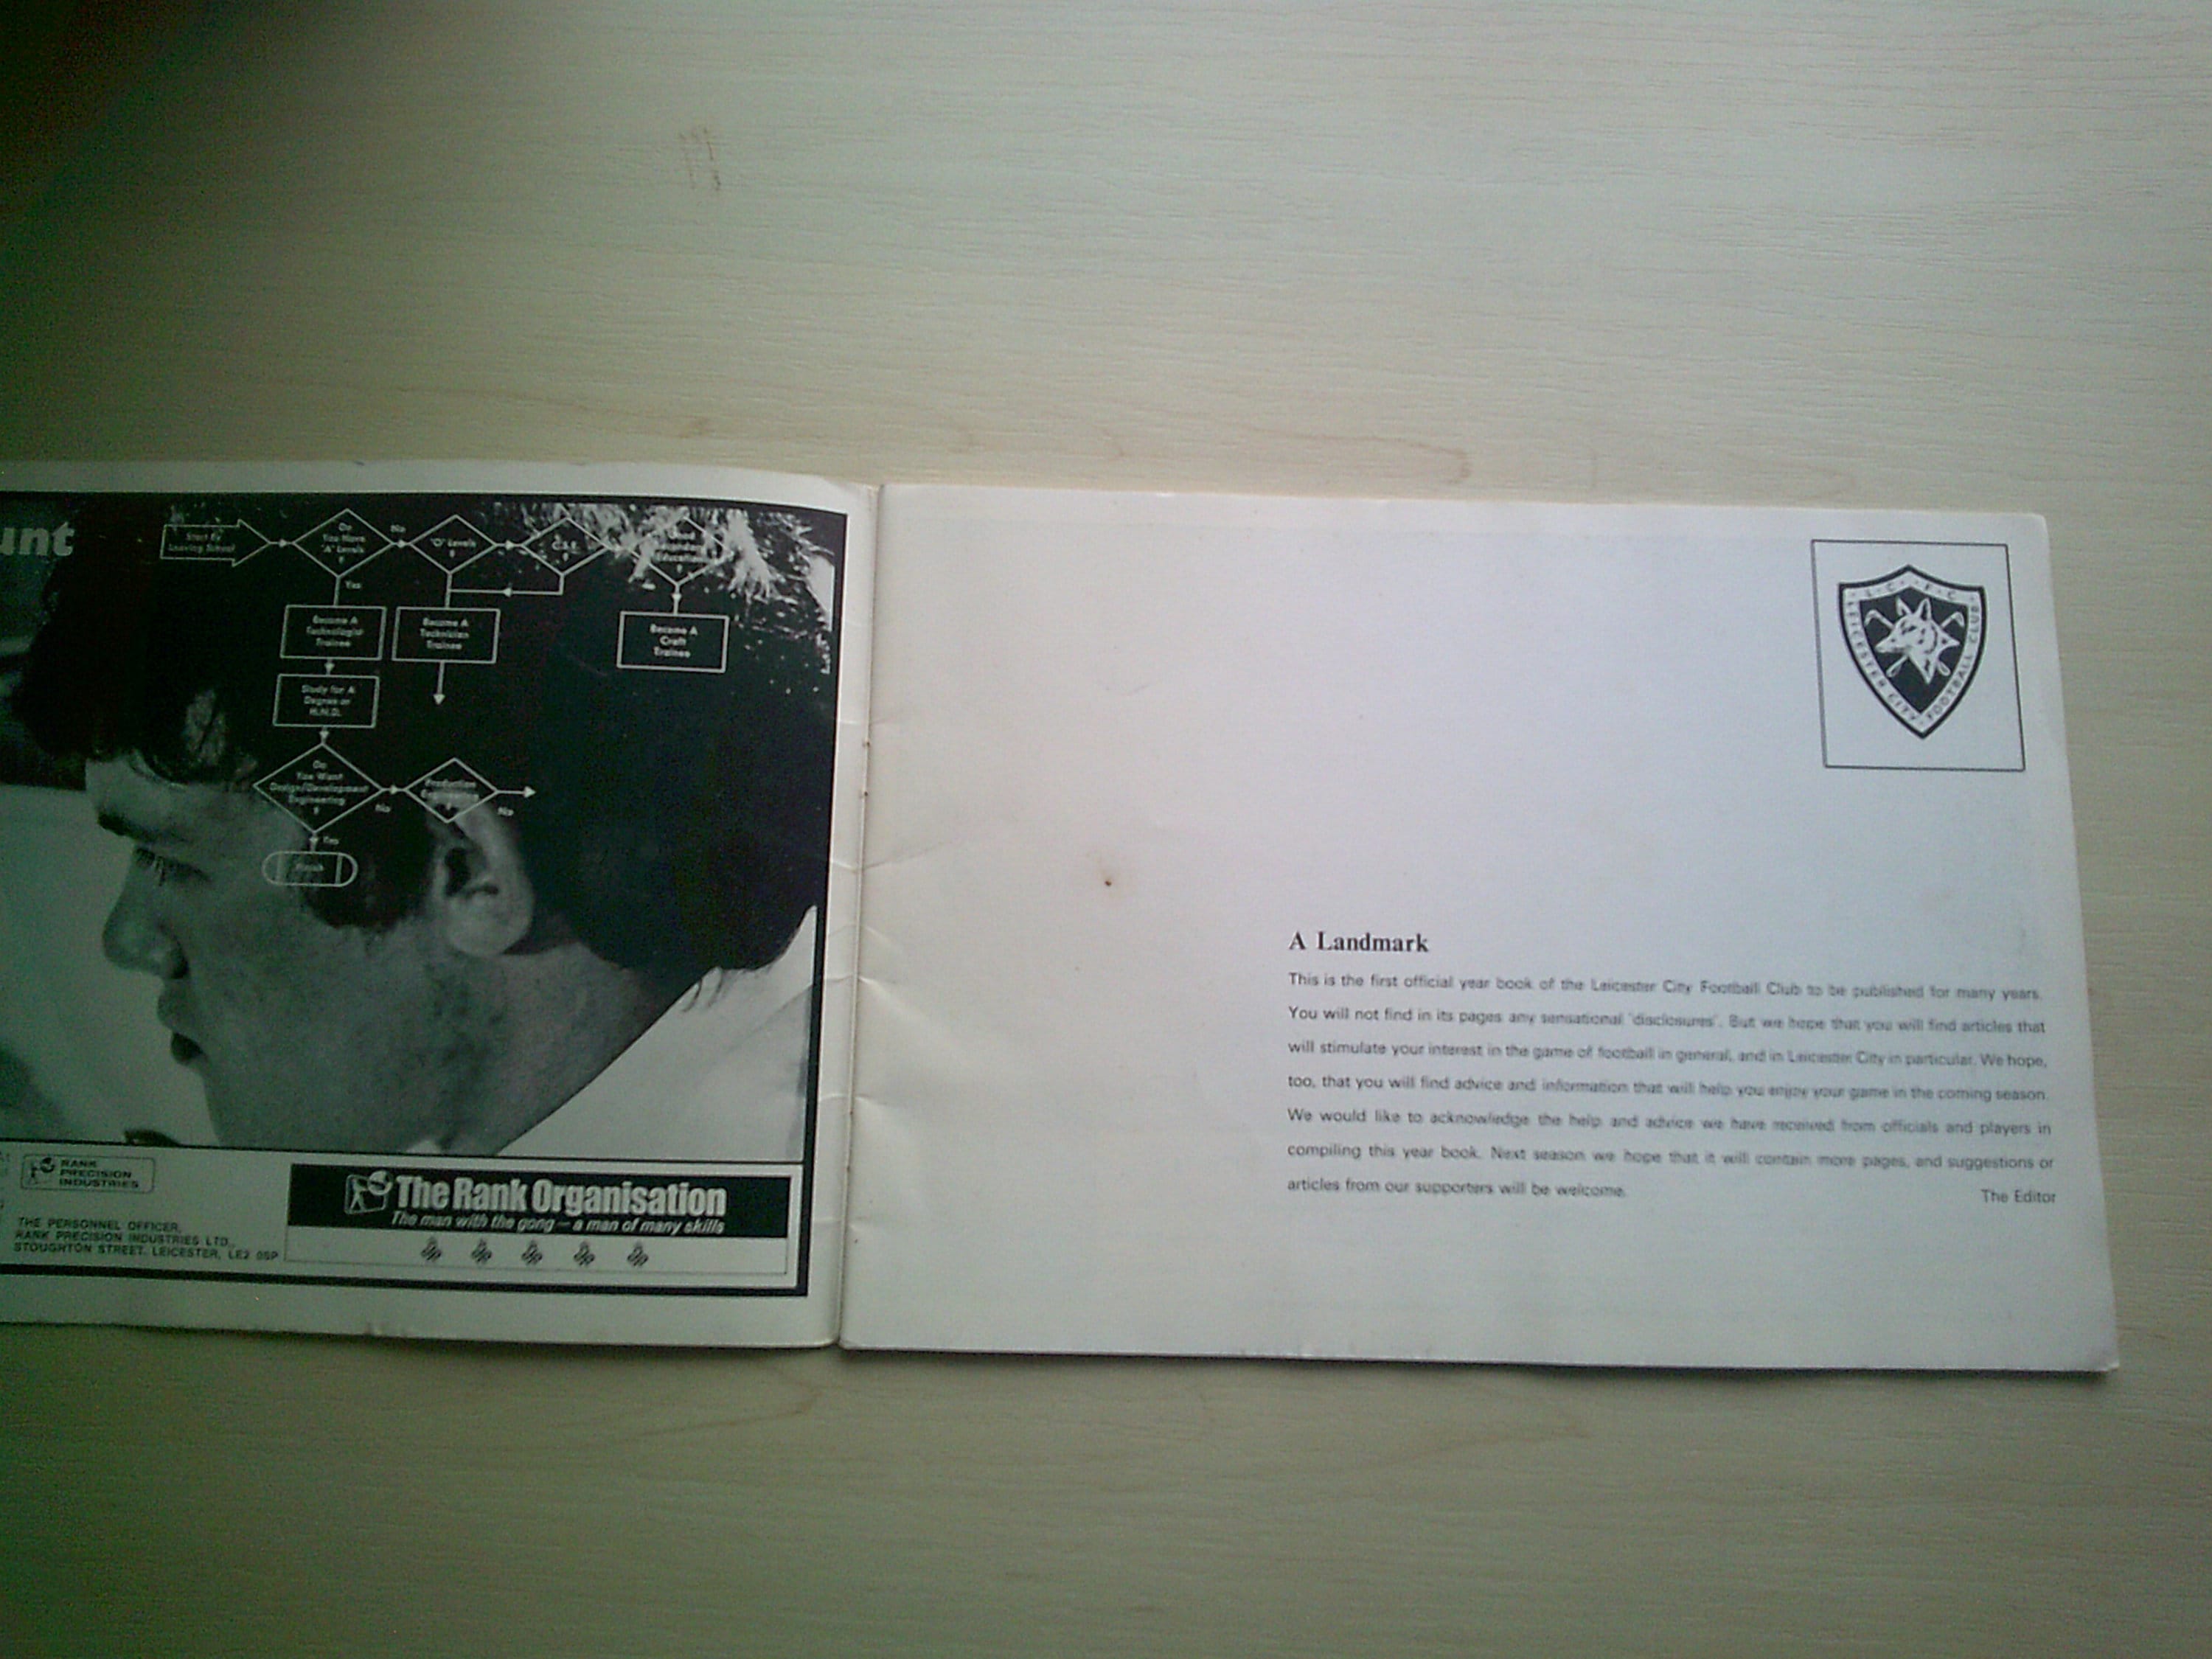 unt
Start By
Leaving School
Do
You Have
'A' Levels
?
No
'O' Levels
?
C.S.E.
?
Good
Education
?
Yes
Become A
Technologist
Trainee
Become A
Technician
Trainee
Become A
Craft
Trainee
Study for A
Degree or
H.N.D.
Do
You Want
Design/Development
Engineering
?
No
Production
Engineering
?
No
Yes
Finish
RANK
PRECISION
INDUSTRIES
THE PERSONNEL OFFICER,
RANK PRECISION INDUSTRIES LTD.,
STOUGHTON STREET, LEICESTER, LE2 0SP
The Rank Organisation
The man with the gong – a man of many skills
L·C·F·C
LEICESTER CITY FOOTBALL CLUB
A Landmark
This is the first official year book of the Leicester City Football Club to be published for many years.
You will not find in its pages any sensational 'disclosures'. But we hope that you will find articles that
will stimulate your interest in the game of football in general, and in Leicester City in particular. We hope,
too, that you will find advice and information that will help you enjoy your game in the coming season.
We would like to acknowledge the help and advice we have received from officials and players in
compiling this year book. Next season we hope that it will contain more pages, and suggestions or
articles from our supporters will be welcome.
The Editor